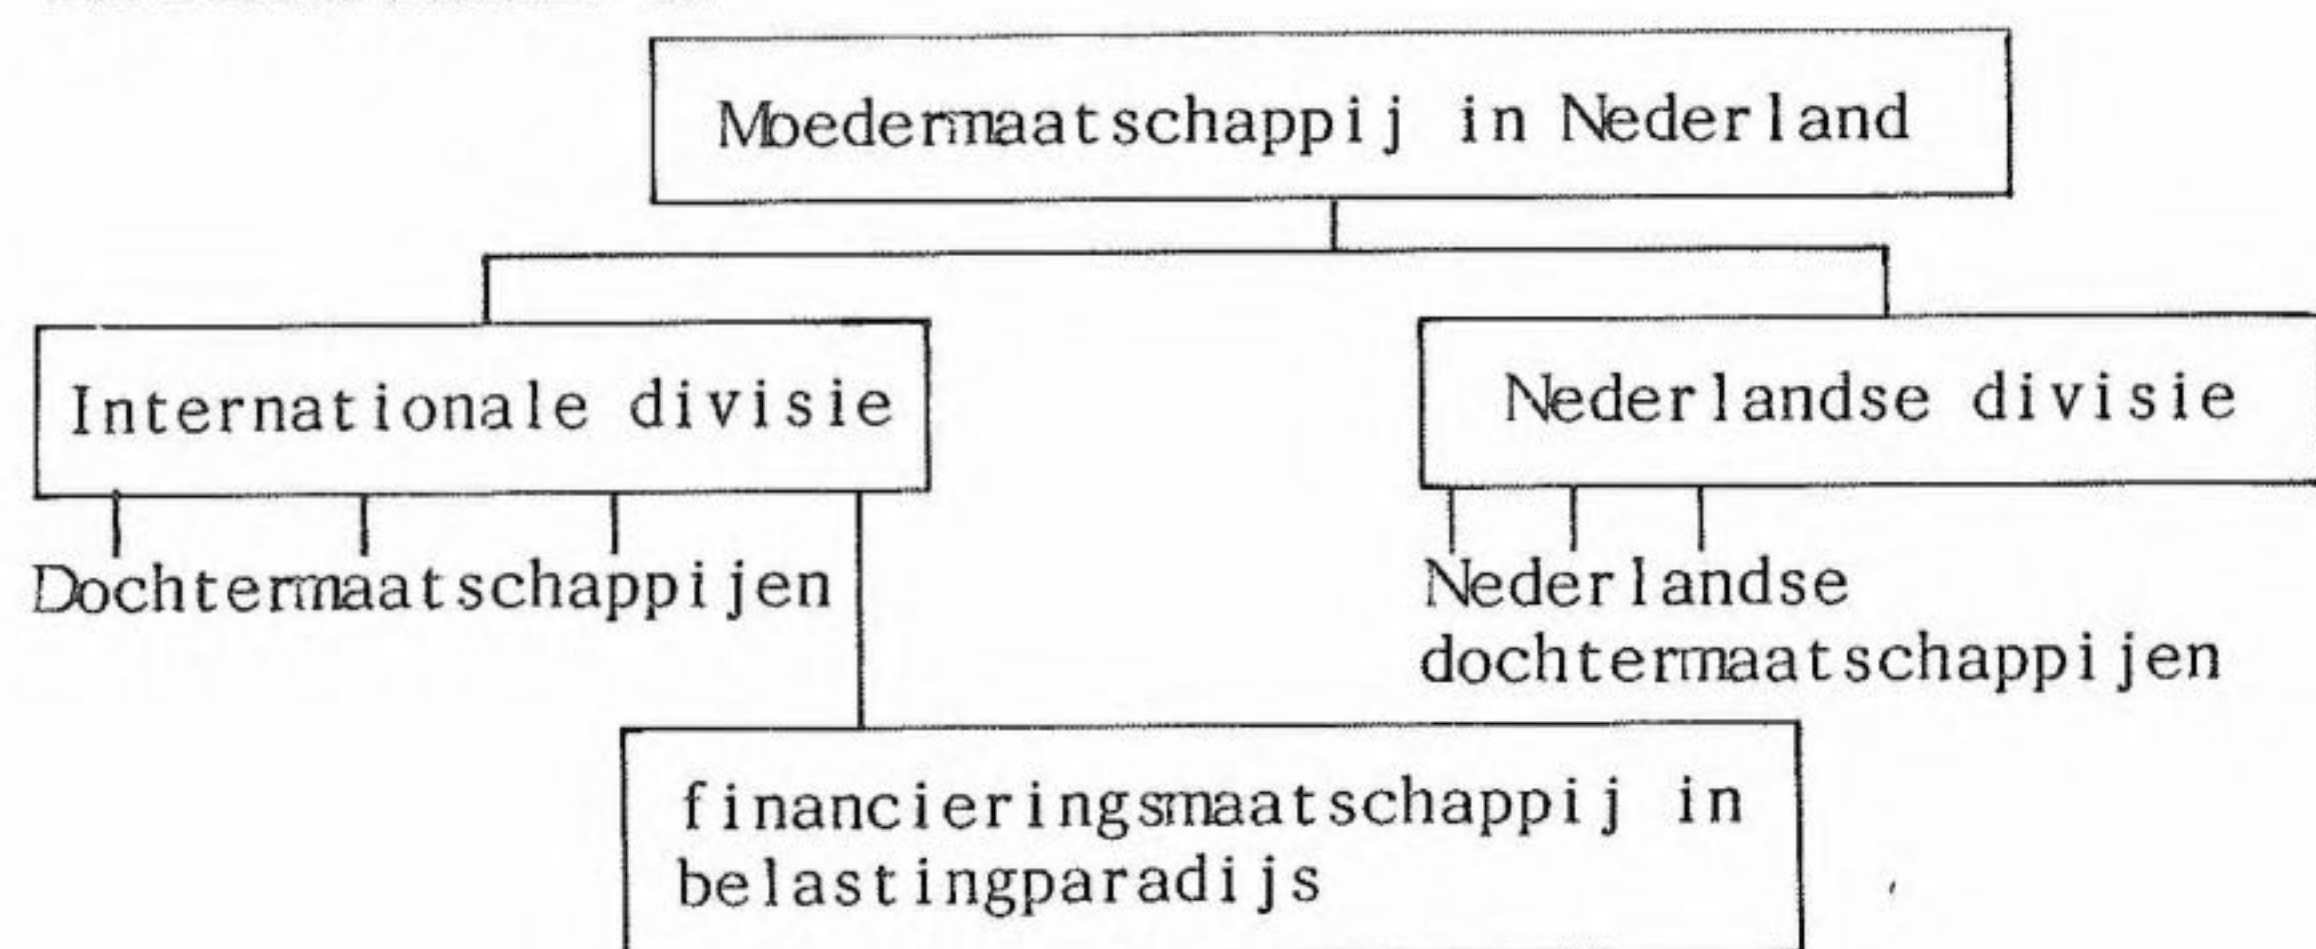 Moedermaatschappij in Nederland
Internationale divisie
Nederlandse divisie
Dochtermaatschappijen
Nederlandse
dochtermaatschappijen
financieringsmaatschappij in
belastingparadijs